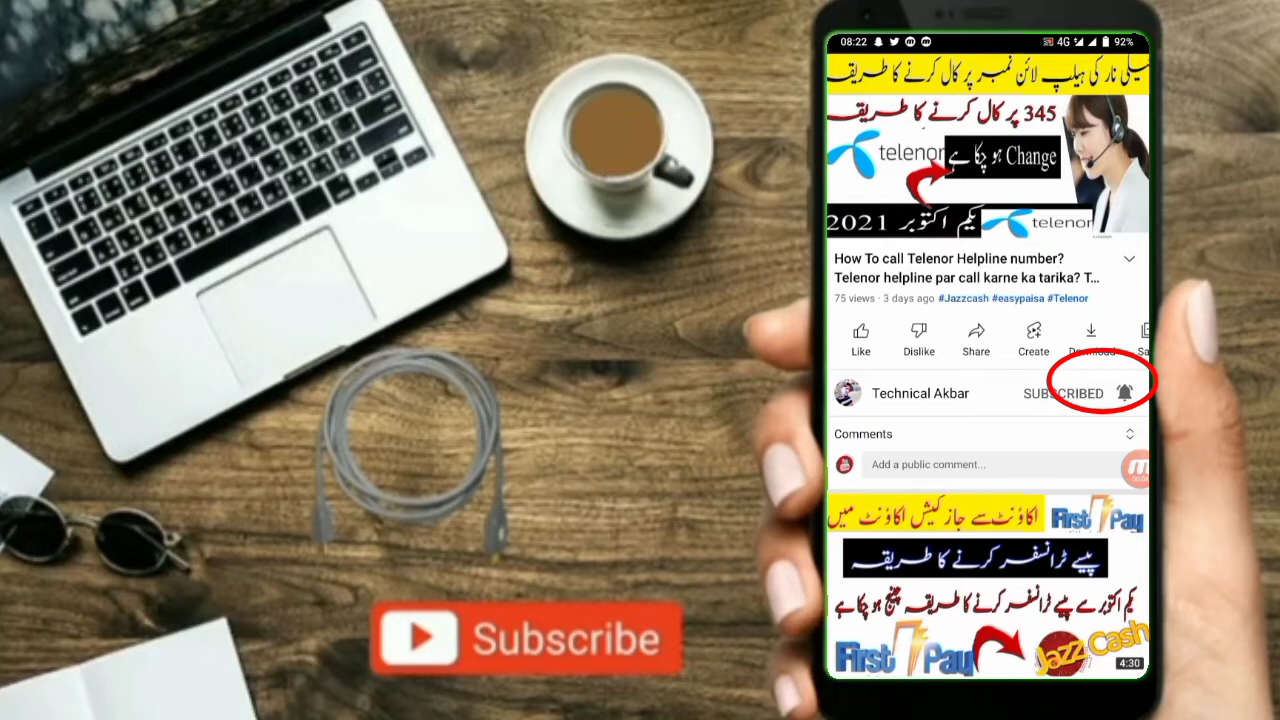 08:22
4G
92%
یلی نار کی ہیلپ لائن نمبر پر کال کرنے کا طریقہ
345 پر کال کرنے کا طریقہ
telenor
Change ہو چکا ہے
یکم اکتوبر 2021
telenor
How To call Telenor Helpline number?
Telenor helpline par call karne ka tarika? T...
75 views · 3 days ago #Jazzcash #easypaisa #Telenor
Like Dislike Share Create Download Sa
Technical Akbar SUBSCRIBED
Comments
Add a public comment...
00:04
اکاؤنٹ سے جاز کیش اکاؤنٹ میں
First Pay
پیسے ٹرانسفر کرنے کا طریقہ
یکم اکتوبر سے پیسے ٹرانسفر کرنے کا طریقہ چینج ہو چکا ہے
First Pay
Jazz Cash
4:30
Subscribe